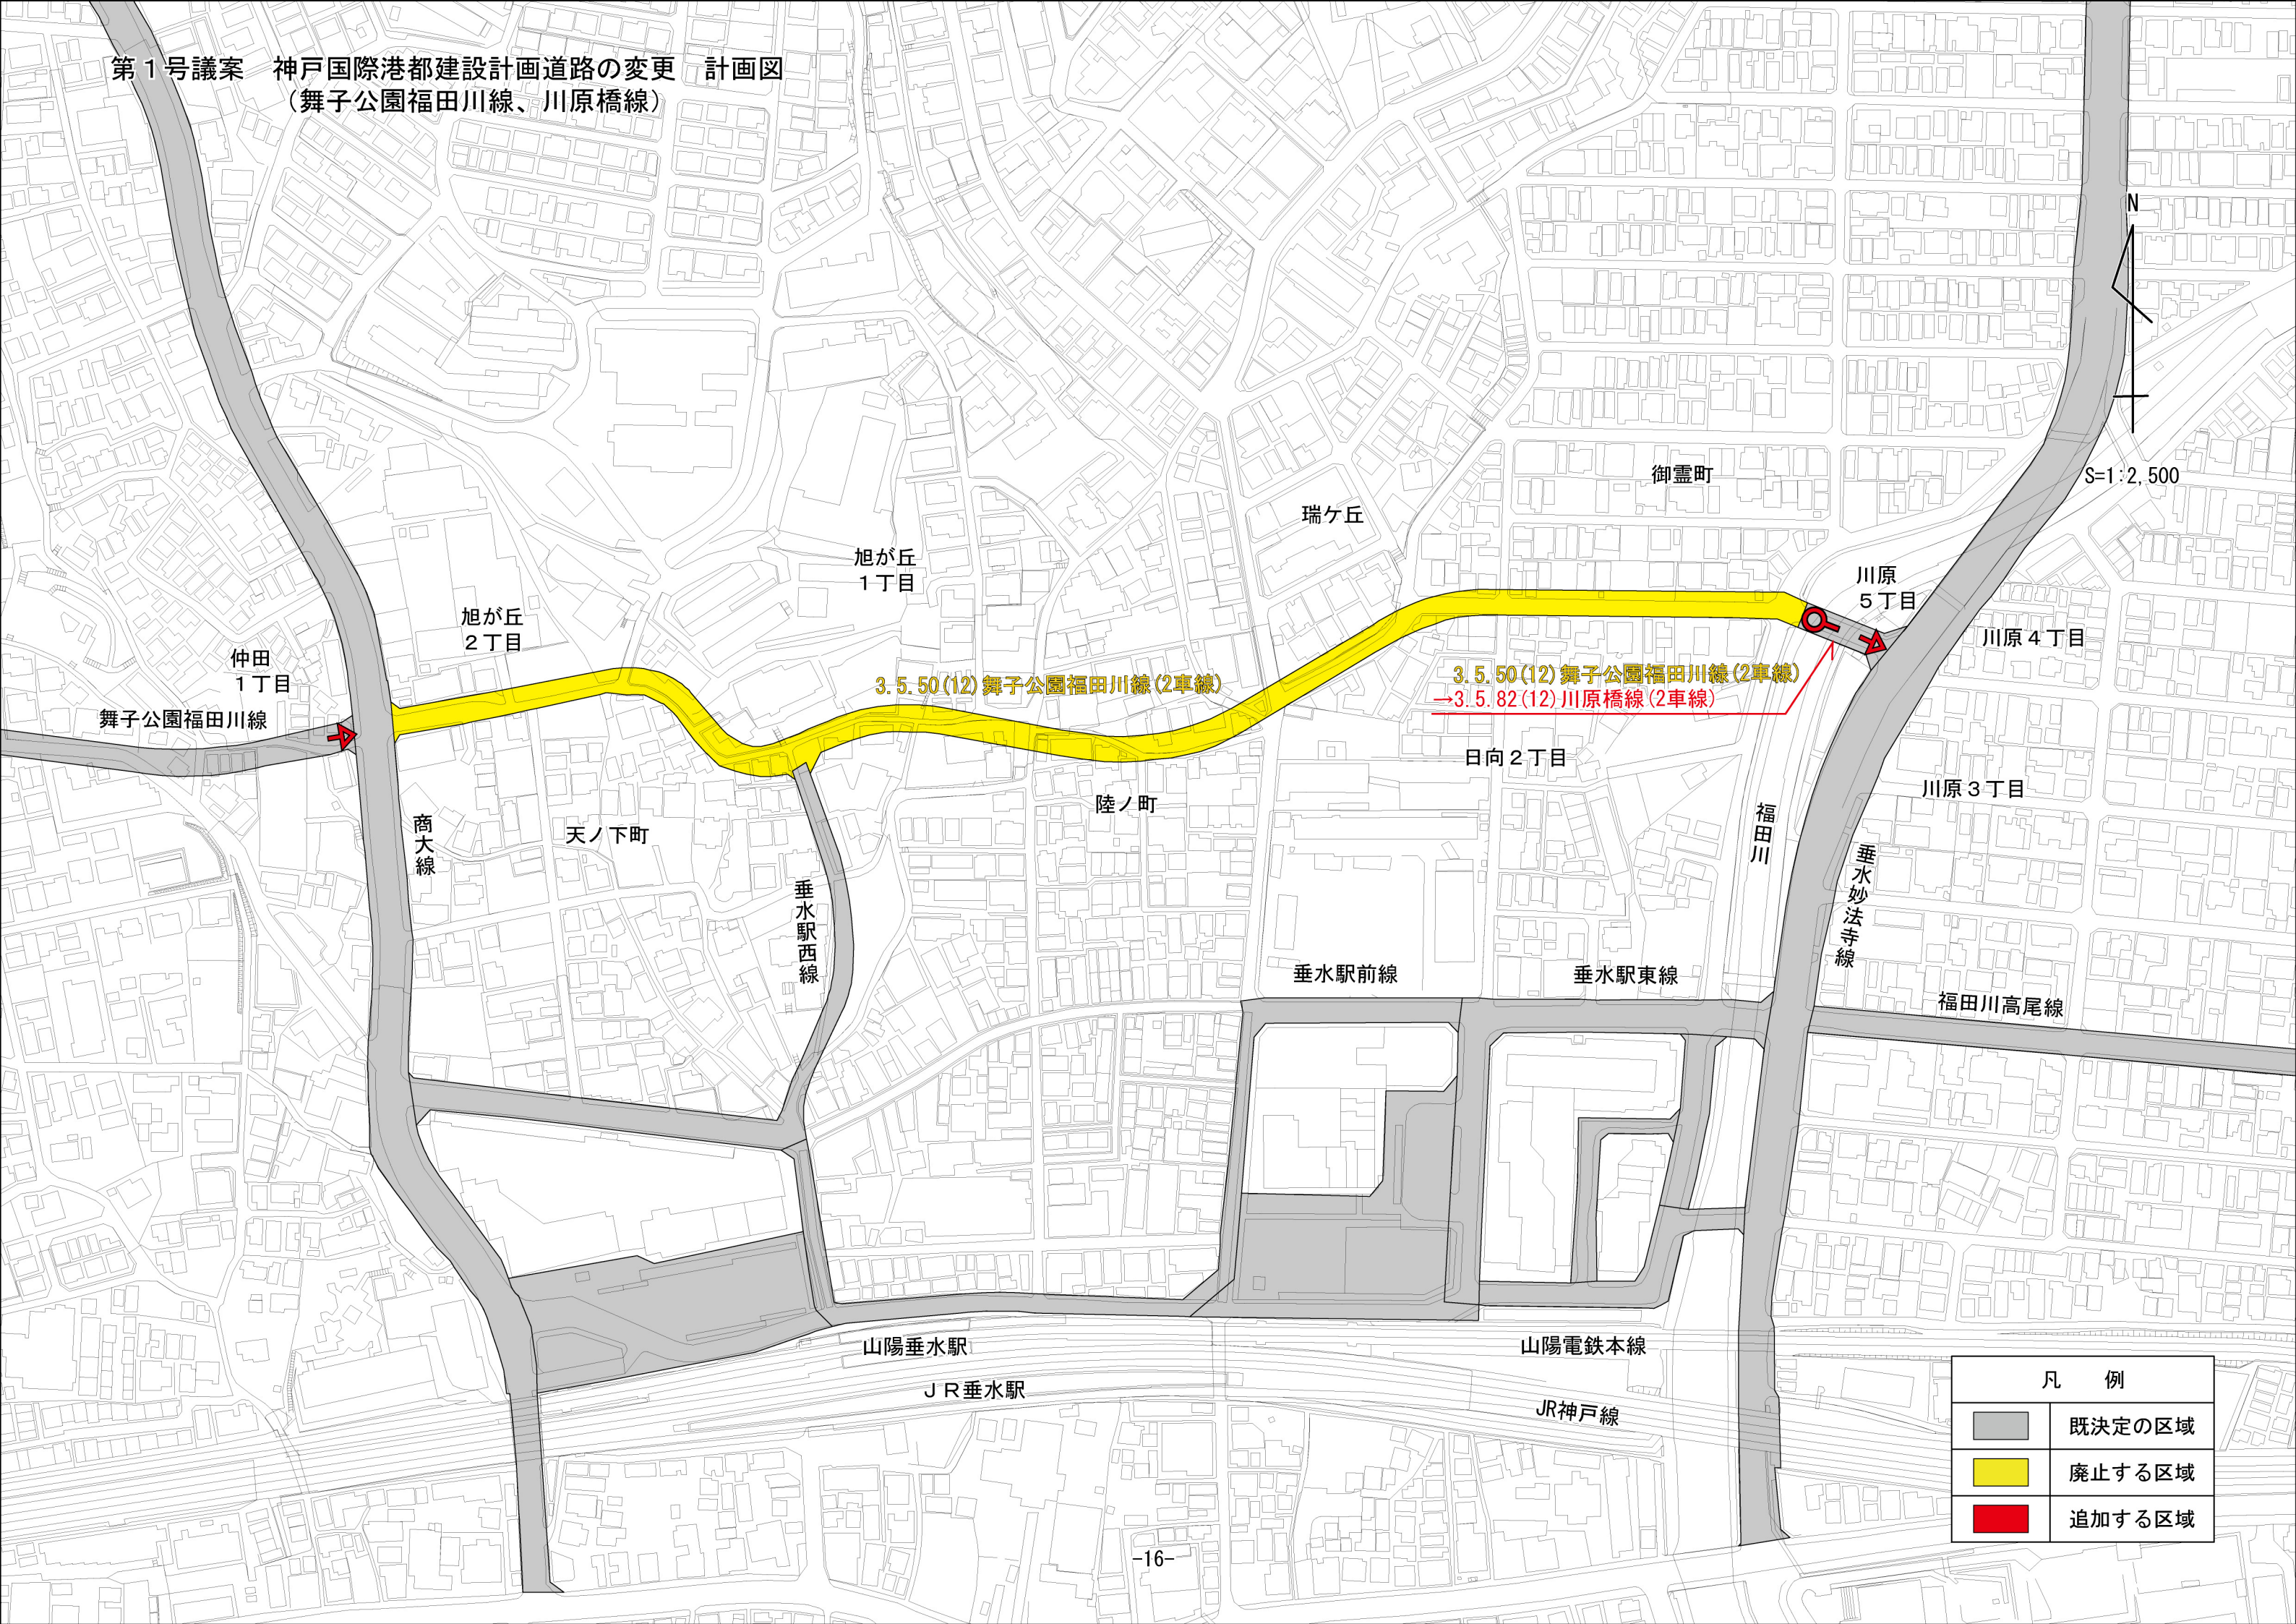 第１号議案　神戸国際港都建設計画道路の変更　計画図
（舞子公園福田川線、川原橋線）
N
S=1:2,500
御霊町
瑞ケ丘
旭が丘
１丁目
川原
５丁目
旭が丘
２丁目
川原４丁目
仲田
１丁目
3.5.50(12)舞子公園福田川線(2車線)
3.5.50(12)舞子公園福田川線(2車線)
→3.5.82(12)川原橋線(2車線)
舞子公園福田川線
日向２丁目
川原３丁目
陸ノ町
商大線
天ノ下町
福田川
垂水妙法寺線
垂水駅西線
垂水駅前線
垂水駅東線
福田川高尾線
山陽垂水駅
山陽電鉄本線
ＪＲ垂水駅
JR神戸線
凡　例
既決定の区域
廃止する区域
追加する区域
-16-